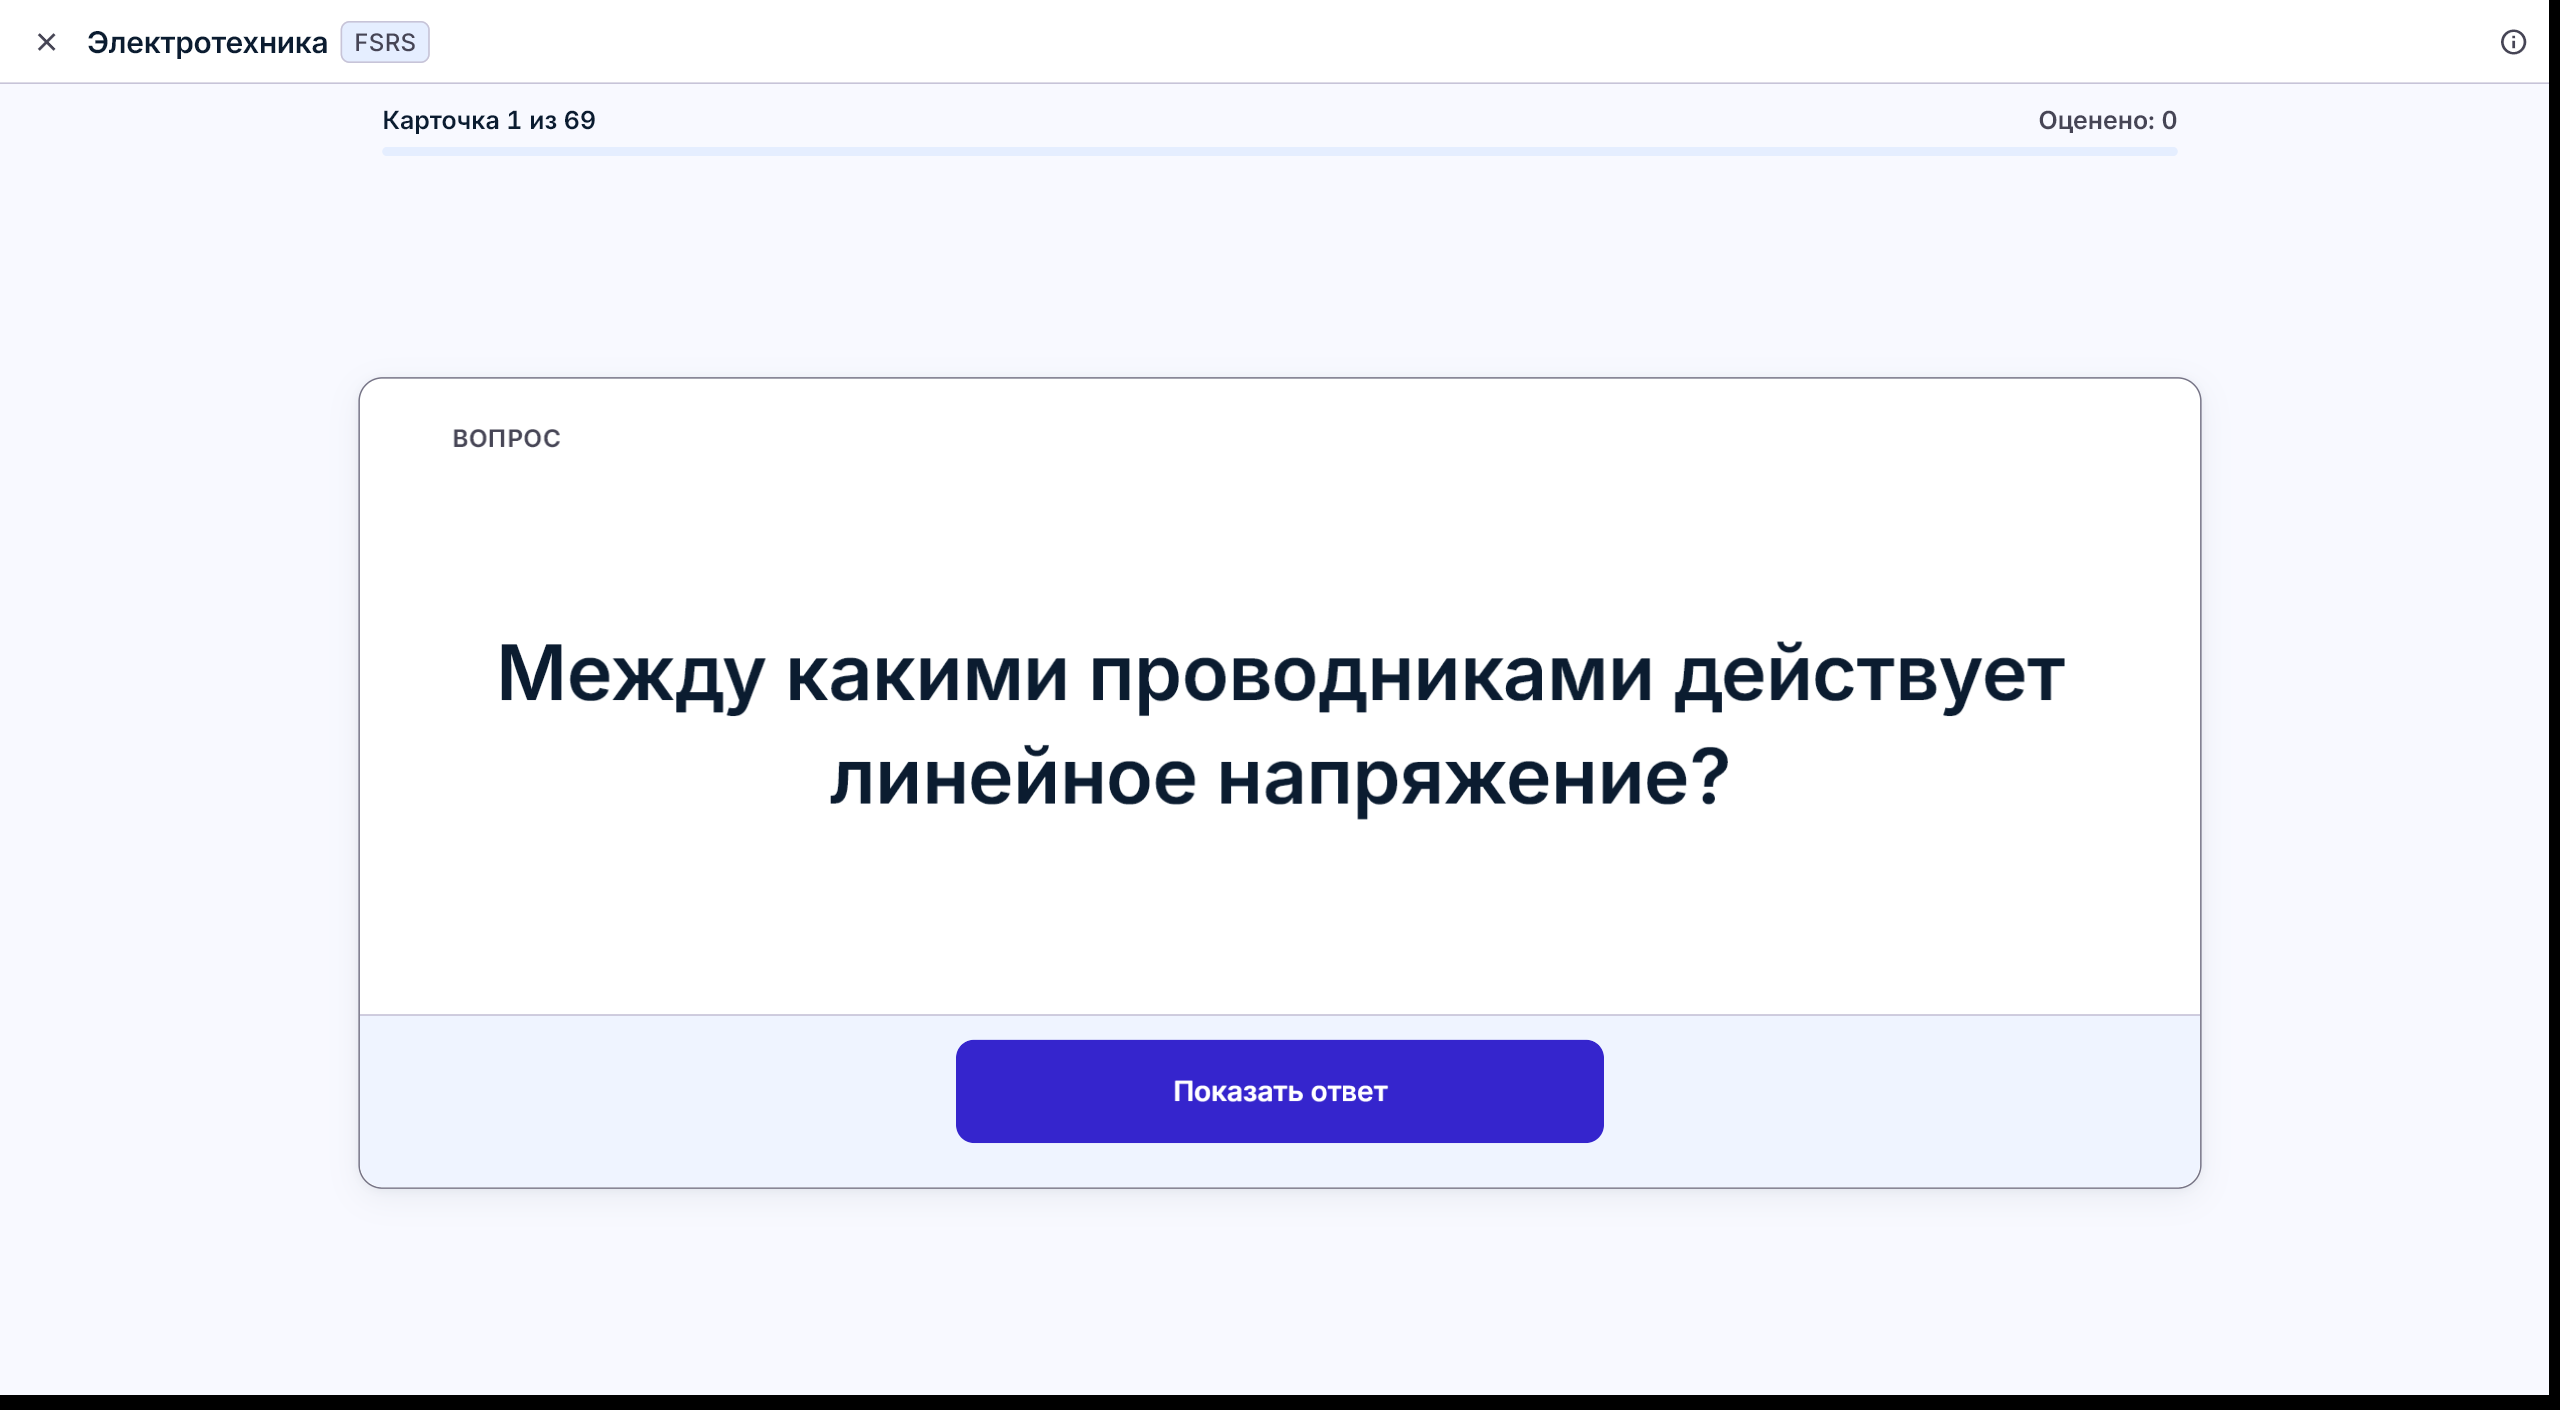 Электротехника FSRS
Карточка 1 из 69
Оценено: 0
ВОПРОС
Между какими проводниками действует
линейное напряжение?
Показать ответ